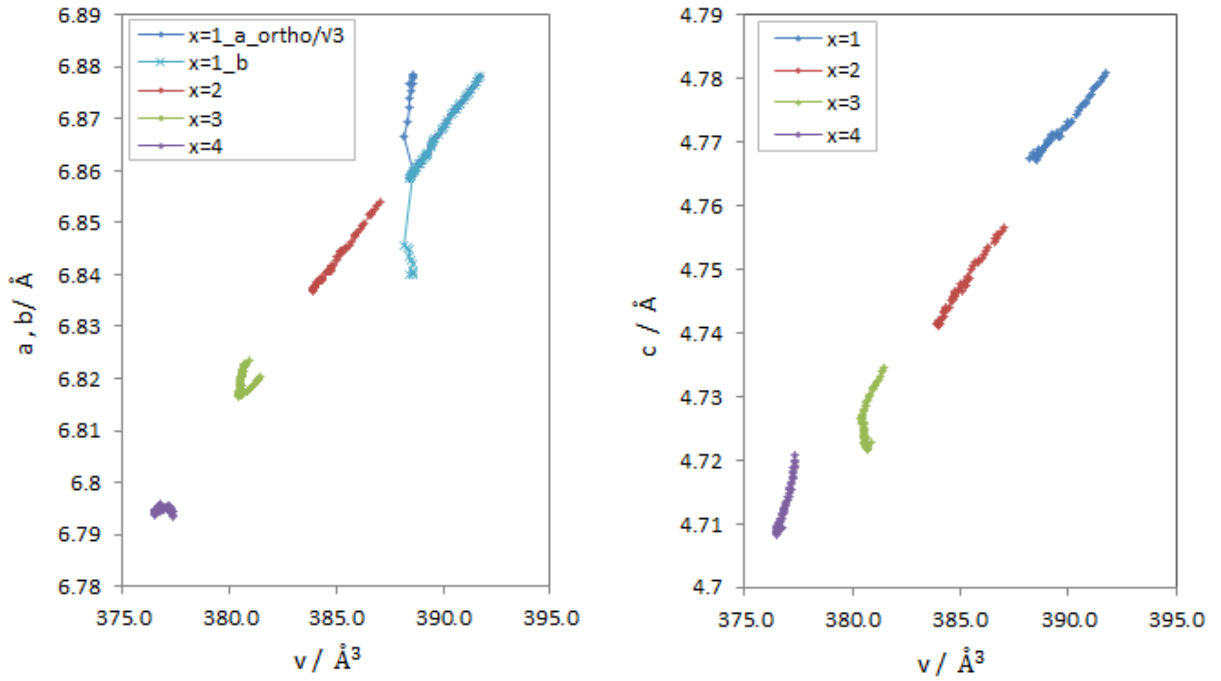 6.89
6.88
6.87
6.86
6.85
6.84
6.83
6.82
6.81
6.8
6.79
6.78
a , b/ Å
x=1_a_ortho/√3
x=1_b
x=2
x=3
x=4
375.0 380.0 385.0 390.0 395.0
v / Å³
4.79
4.78
4.77
4.76
4.75
4.74
4.73
4.72
4.71
4.7
c / Å
x=1
x=2
x=3
x=4
375.0 380.0 385.0 390.0 395.0
v / Å³